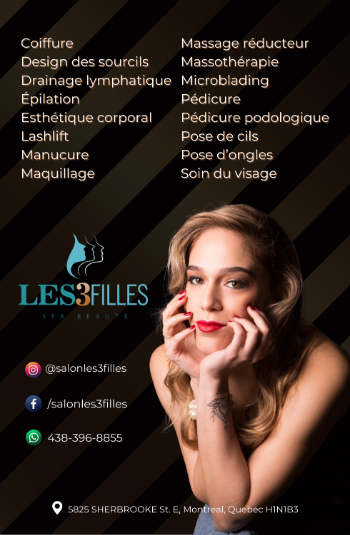 Coiffure
Design des sourcils
Drainage lymphatique
Épilation
Esthétique corporal
Lashlift
Manucure
Maquillage
Massage réducteur
Massothérapie
Microblading
Pédicure
Pédicure podologique
Pose de cils
Pose d'ongles
Soin du visage
LES3FILLES
SPA BEAUTÉ
@salonles3filles
/salonles3filles
438-396-8855
5825 SHERBROOKE St. E, Montreal, Quebec H1N1B3